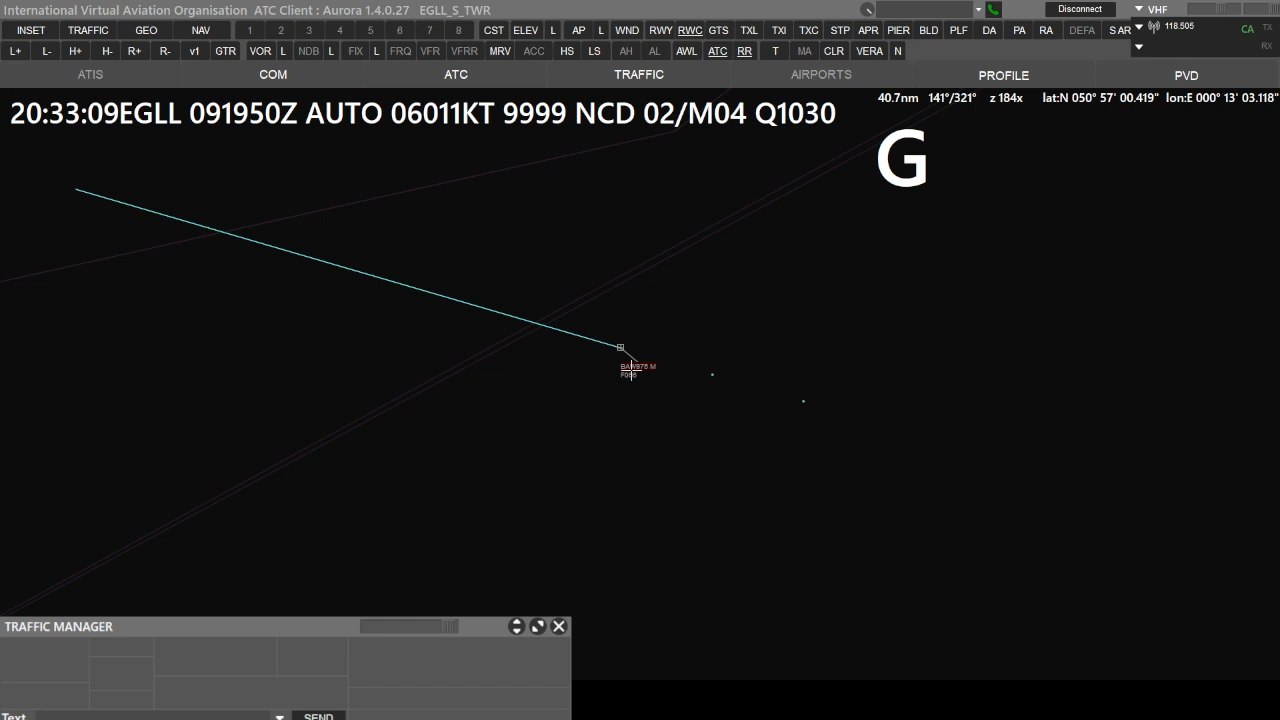 International Virtual Aviation Organisation ATC Client : Aurora 1.4.0.27 EGLL_S_TWR
Disconnect
VHF
INSET TRAFFIC GEO NAV 1 2 3 4 5 6 7 8 CST ELEV L AP L WND RWY RWC GTS TXL TXI TXC STP APR PIER BLD PLF DA PA RA DEFA S AR
118.505 CA TX
RX
L+ L- H+ H- R+ R- v1 GTR VOR L NDB L FIX L FRQ VFR VFRR MRV ACC HS LS AH AL AWL ATC RR T MA CLR VERA N
ATIS COM ATC TRAFFIC AIRPORTS PROFILE PVD
40.7nm 141°/321° z 184x lat:N 050° 57' 00.419" lon:E 000° 13' 03.118"
20:33:09EGLL 091950Z AUTO 06011KT 9999 NCD 02/M04 Q1030
G
TRAFFIC MANAGER
Text SEND